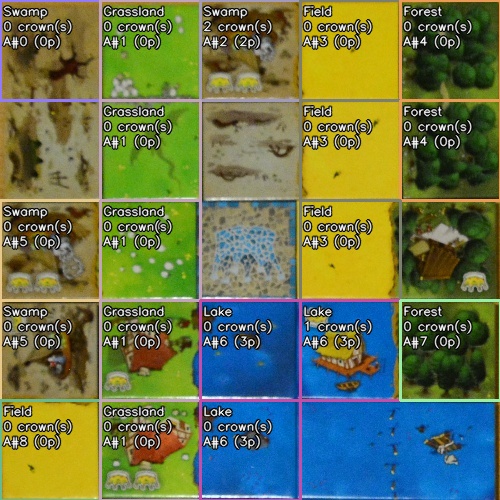 Swamp
0 crown(s)
A#0 (0p)
Grassland
0 crown(s)
A#1 (0p)
Swamp
2 crown(s)
A#2 (2p)
Field
0 crown(s)
A#3 (0p)
Forest
0 crown(s)
A#4 (0p)
Grassland
0 crown(s)
A#1 (0p)
Field
0 crown(s)
A#3 (0p)
Forest
0 crown(s)
A#4 (0p)
Swamp
0 crown(s)
A#5 (0p)
Grassland
0 crown(s)
A#1 (0p)
Field
0 crown(s)
A#3 (0p)
Swamp
0 crown(s)
A#5 (0p)
Grassland
0 crown(s)
A#1 (0p)
Lake
0 crown(s)
A#6 (3p)
Lake
1 crown(s)
A#6 (3p)
Forest
0 crown(s)
A#7 (0p)
Field
0 crown(s)
A#8 (0p)
Grassland
0 crown(s)
A#1 (0p)
Lake
0 crown(s)
A#6 (3p)